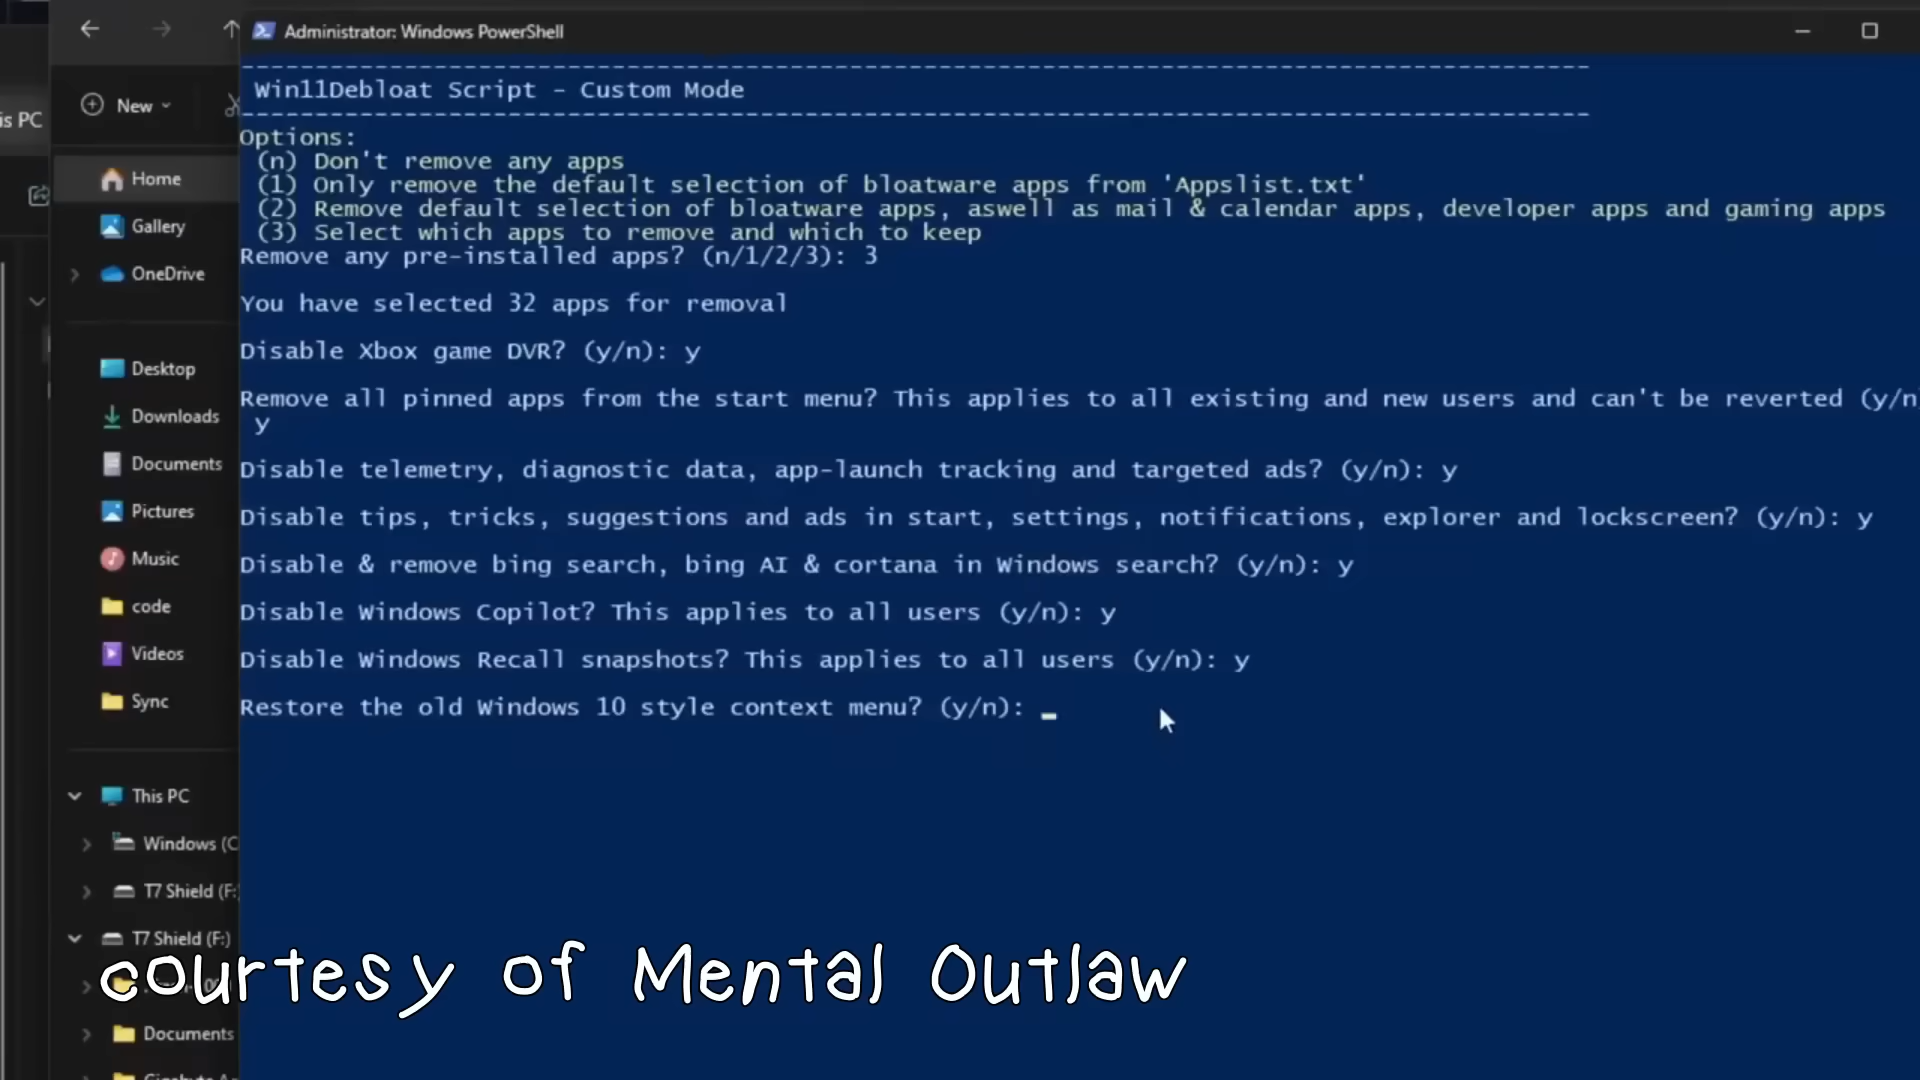 Administrator: Windows PowerShell
is PC
New
Home
Gallery
OneDrive
Desktop
Downloads
Documents
Pictures
Music
code
Videos
Sync
This PC
Windows (C
T7 Shield (F:)
T7 Shield (F:)
Documents
--------------------------------------------------------------------------------
Win11Debloat Script - Custom Mode
--------------------------------------------------------------------------------
Options:
(n) Don't remove any apps
(1) Only remove the default selection of bloatware apps from 'Appslist.txt'
(2) Remove default selection of bloatware apps, aswell as mail & calendar apps, developer apps and gaming apps
(3) Select which apps to remove and which to keep
Remove any pre-installed apps? (n/1/2/3): 3
You have selected 32 apps for removal
Disable Xbox game DVR? (y/n): y
Remove all pinned apps from the start menu? This applies to all existing and new users and can't be reverted (y/n
y
Disable telemetry, diagnostic data, app-launch tracking and targeted ads? (y/n): y
Disable tips, tricks, suggestions and ads in start, settings, notifications, explorer and lockscreen? (y/n): y
Disable & remove bing search, bing AI & cortana in Windows search? (y/n): y
Disable Windows Copilot? This applies to all users (y/n): y
Disable Windows Recall snapshots? This applies to all users (y/n): y
Restore the old Windows 10 style context menu? (y/n): _
courtesy of Mental Outlaw